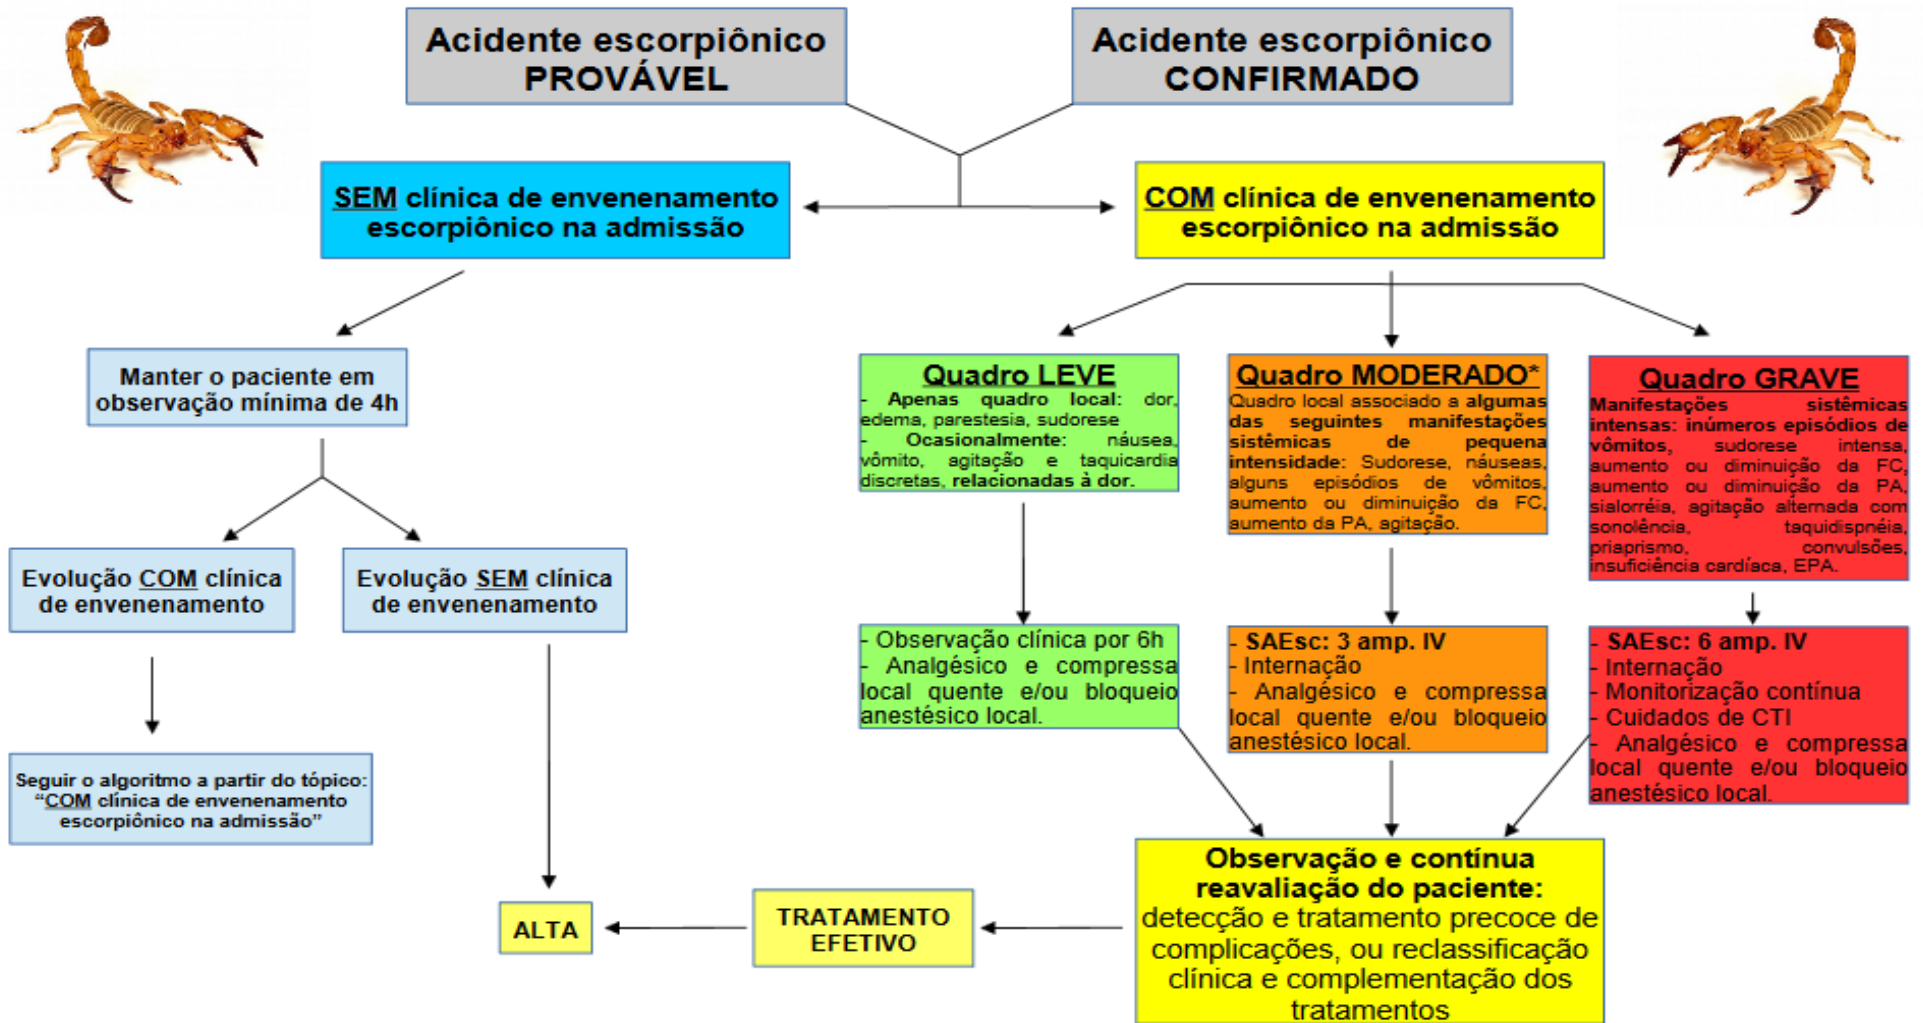 Acidente escorpiônico
PROVÁVEL
Acidente escorpiônico
CONFIRMADO
SEM clínica de envenenamento
escorpiônico na admissão
COM clínica de envenenamento
escorpiônico na admissão
Manter o paciente em
observação mínima de 4h
Evolução COM clínica
de envenenamento
Evolução SEM clínica
de envenenamento
Seguir o algoritmo a partir do tópico:
“COM clínica de envenenamento
escorpiônico na admissão”
Quadro LEVE
- Apenas quadro local: dor,
edema, parestesia, sudorese
- Ocasionalmente: náusea,
vômito, agitação e taquicardia
discretas, relacionadas à dor.
- Observação clínica por 6h
- Analgésico e compressa
local quente e/ou bloqueio
anestésico local.
Quadro MODERADO*
Quadro local associado a algumas
das seguintes manifestações
sistêmicas de pequena
intensidade: Sudorese, náuseas,
alguns episódios de vômitos,
aumento ou diminuição da FC,
aumento da PA, agitação.
- SAEsc: 3 amp. IV
- Internação
- Analgésico e compressa
local quente e/ou bloqueio
anestésico local.
Quadro GRAVE
Manifestações sistêmicas
intensas: inúmeros episódios de
vômitos, sudorese intensa,
aumento ou diminuição da FC,
aumento ou diminuição da PA,
sialorréia, agitação alternada com
sonolência, taquidispnéia,
priaprismo, convulsões,
insuficiência cardíaca, EPA.
- SAEsc: 6 amp. IV
- Internação
- Monitorização contínua
- Cuidados de CTI
- Analgésico e compressa
local quente e/ou bloqueio
anestésico local.
Observação e contínua
reavaliação do paciente:
detecção e tratamento precoce de
complicações, ou reclassificação
clínica e complementação dos
tratamentos
TRATAMENTO
EFETIVO
ALTA